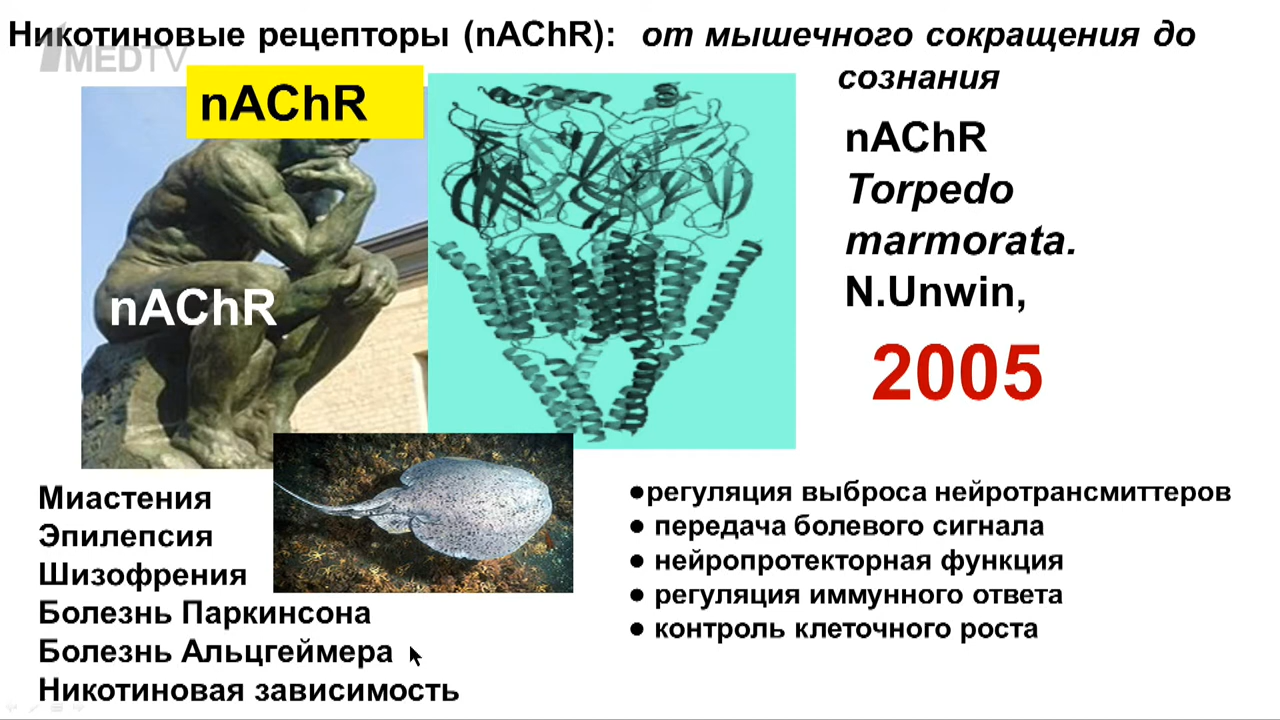 Никотиновые рецепторы (nAChR): от мышечного сокращения до
сознания
1MEDTV
nAChR
nAChR
nAChR
Torpedo
marmorata.
N.Unwin,
2005
Миастения
Эпилепсия
Шизофрения
Болезнь Паркинсона
Болезнь Альцгеймера
Никотиновая зависимость
●регуляция выброса нейротрансмиттеров
● передача болевого сигнала
● нейропротекторная функция
● регуляция иммунного ответа
● контроль клеточного роста